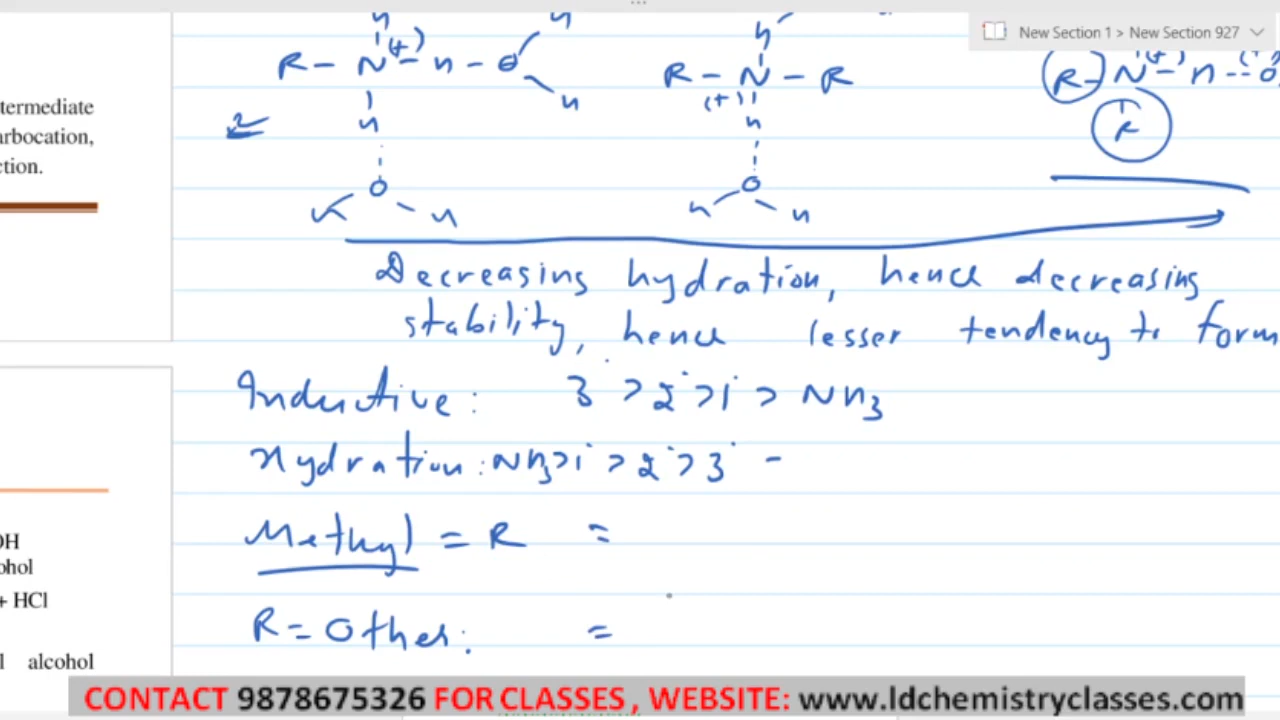 New Section 1 > New Section 927
termediate
arbocation,
ction.
R - N (+) - H - O H
R - N - R
(+)
R - N (+) - H --- O
H
R
2
H
O
H H
O
H H
Decreasing hydration, hence decreasing
stability, hence lesser tendency to form
Inductive: 3° > 2° > 1° > NH3
Hydration: NH3 > 1° > 2° > 3° -
Methyl = R =
R = Other: =
OH
ohol
+ HCl
l alcohol
CONTACT 9878675326 FOR CLASSES , WEBSITE: www.ldchemistryclasses.com